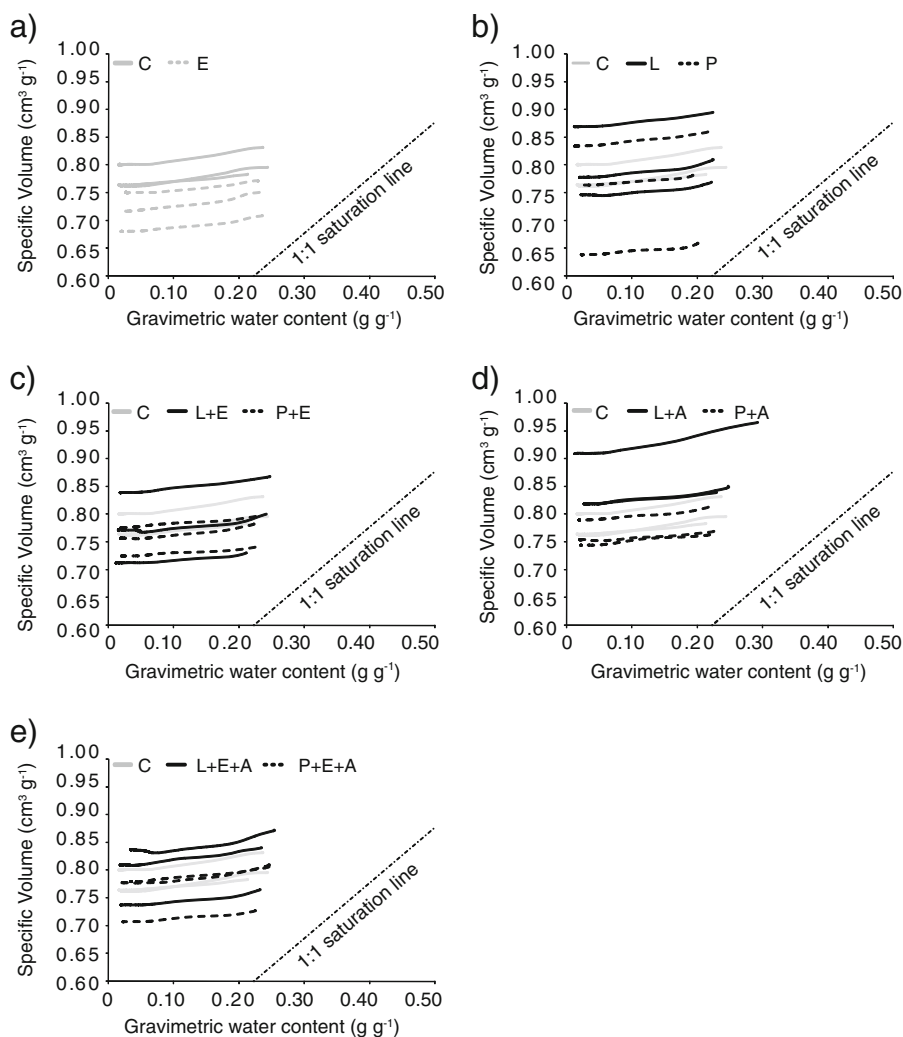 a)
C E
Specific Volume (cm³ g⁻¹)
1.00
0.95
0.90
0.85
0.80
0.75
0.70
0.65
0.60
1:1 saturation line
0 0.10 0.20 0.30 0.40 0.50
Gravimetric water content (g g⁻¹)
b)
C L P
Specific Volume (cm³ g⁻¹)
1.00
0.95
0.90
0.85
0.80
0.75
0.70
0.65
0.60
1:1 saturation line
0 0.10 0.20 0.30 0.40 0.50
Gravimetric water content (g g⁻¹)
c)
C L+E P+E
Specific Volume (cm³ g⁻¹)
1.00
0.95
0.90
0.85
0.80
0.75
0.70
0.65
0.60
1:1 saturation line
0 0.10 0.20 0.30 0.40 0.50
Gravimetric water content (g g⁻¹)
d)
C L+A P+A
Specific Volume (cm³ g⁻¹)
1.00
0.95
0.90
0.85
0.80
0.75
0.70
0.65
0.60
1:1 saturation line
0 0.10 0.20 0.30 0.40 0.50
Gravimetric water content (g g⁻¹)
e)
C L+E+A P+E+A
Specific Volume (cm³ g⁻¹)
1.00
0.95
0.90
0.85
0.80
0.75
0.70
0.65
0.60
1:1 saturation line
0 0.10 0.20 0.30 0.40 0.50
Gravimetric water content (g g⁻¹)